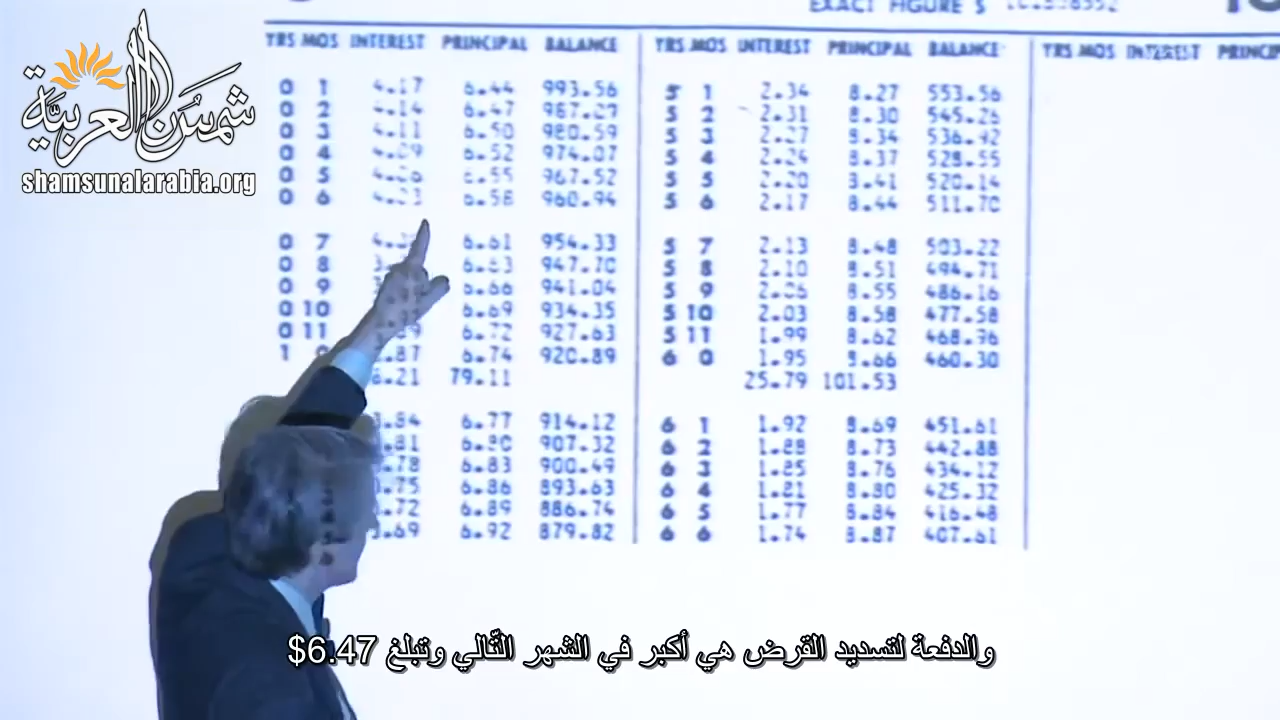 EXACT FIGURE $
YRS MOS INTEREST PRINCIPAL BALANCE YRS MOS INTEREST PRINCIPAL BALANCE YRS MOS INTEREST
شمس العربية
shamsunalarabia.org
0 1 4.17 6.44 993.56 5 1 2.34 8.27 553.56
0 2 4.14 6.47 987.09 5 2 2.31 8.30 545.26
0 3 4.11 6.50 980.59 5 3 2.27 8.34 536.92
0 4 4.09 6.52 974.07 5 4 2.24 8.37 528.55
0 5 6.55 967.52 5 5 2.20 8.41 520.14
0 6 6.58 960.94 5 6 2.17 8.44 511.70
0 7 6.61 954.33 5 7 2.13 8.48 503.22
0 8 6.63 947.70 5 8 2.10 8.51 494.71
0 9 6.66 941.04 5 9 2.06 8.55 486.16
0 10 6.69 934.35 5 10 2.03 8.58 477.58
0 11 6.72 927.63 5 11 1.99 8.62 468.96
1 6.74 920.89 6 0 1.95 8.66 460.30
79.11 25.79 101.53
6.77 914.12 6 1 1.92 8.69 451.61
6.80 907.32 6 2 1.88 8.73 442.88
6.83 900.49 6 3 1.85 8.76 434.12
6.86 893.63 6 4 1.81 8.80 425.32
6.89 886.74 6 5 1.77 8.84 416.48
6.92 879.82 6 6 1.74 8.87 407.61
والدفعة لتسديد القرض هي أكبر في الشهر التّالي وتبلغ 6.47$